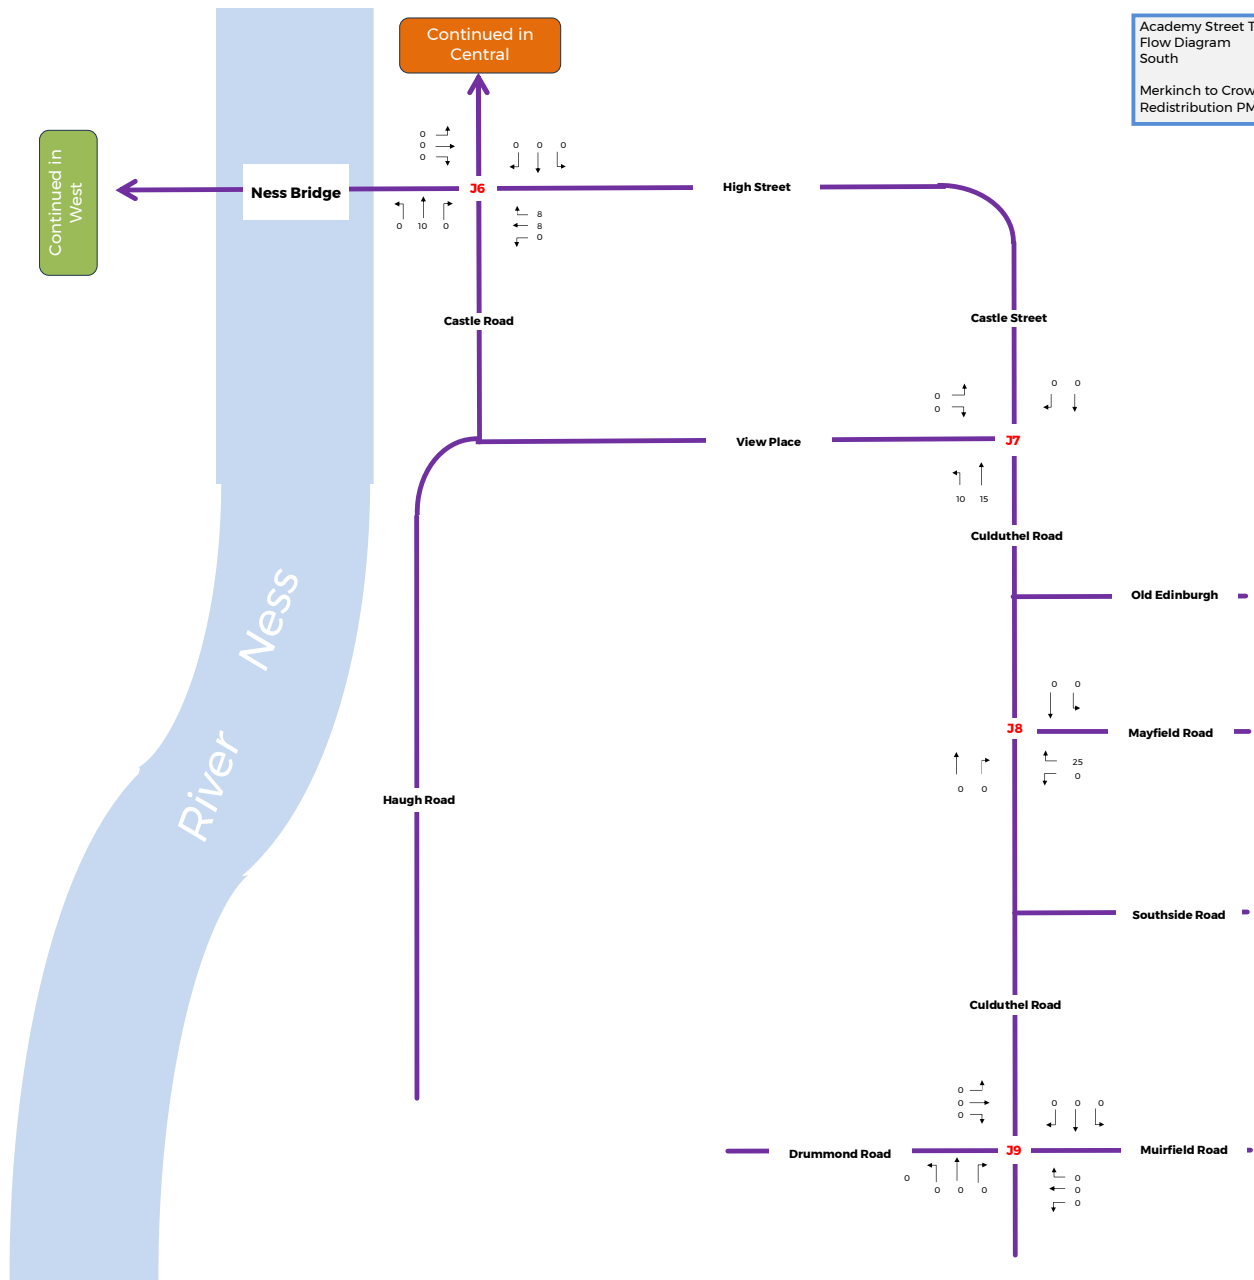 Continued in
Central
Academy Street T
Flow Diagram
South
Merkinch to Crow
Redistribution PM
Continued in
West
0
0
0
0 0 0
Ness Bridge
J6
High Street
0 10 0
8
8
0
Castle Road
Castle Street
0
0
0 0
View Place
J7
10 15
Culduthel Road
Old Edinburgh
River Ness
0 0
J8
Mayfield Road
0 0
25
0
Haugh Road
Southside Road
Culduthel Road
0
0
0
0 0 0
Drummond Road
J9
Muirfield Road
0
0 0 0
0
0
0